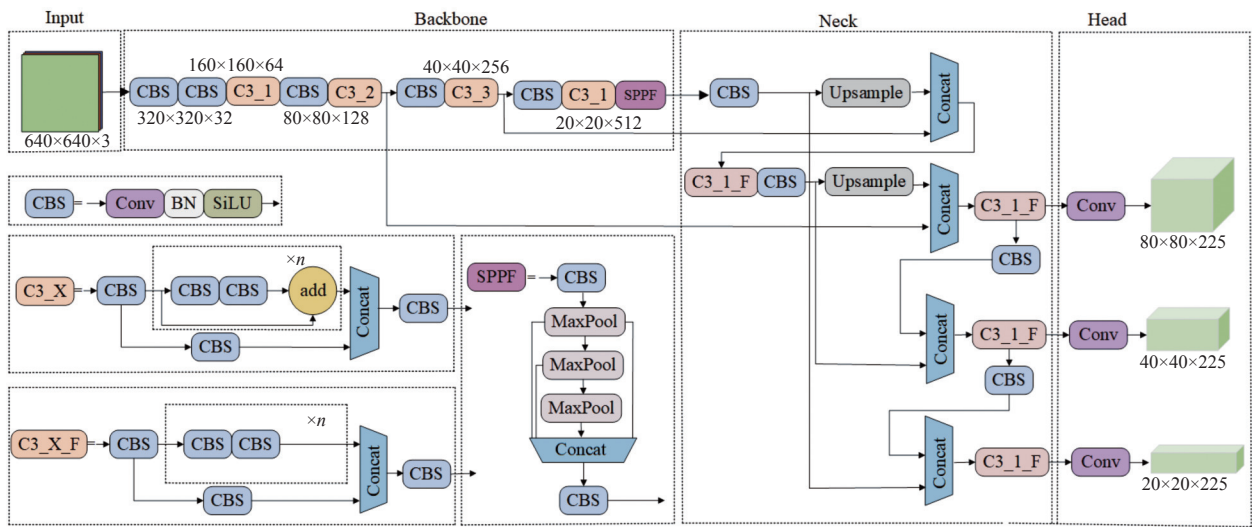 Input
Backbone
Neck
Head
640×640×3
CBS CBS C3_1 CBS C3_2
160×160×64
320×320×32
80×80×128
CBS C3_3
40×40×256
CBS C3_1 SPPF
20×20×512
CBS
Upsample
Concat
C3_1_F CBS
Upsample
Concat
C3_1_F
Conv
80×80×225
CBS
Concat
C3_1_F
Conv
40×40×225
CBS
Concat
C3_1_F
Conv
20×20×225
CBS = Conv BN SiLU
C3_X = CBS
CBS CBS add
×n
CBS
Concat
CBS
C3_X_F = CBS
CBS CBS
×n
CBS
Concat
CBS
SPPF = CBS
MaxPool
MaxPool
MaxPool
Concat
CBS